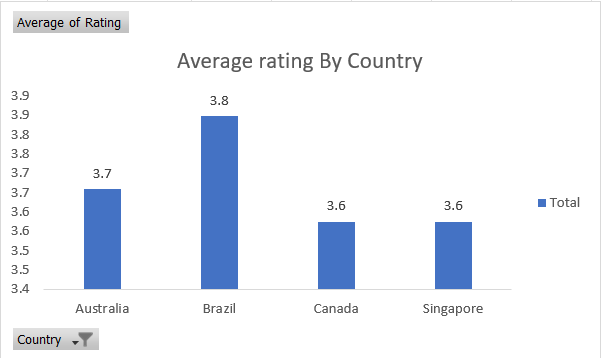 Average of Rating
Average rating By Country
3.9
3.9
3.8
3.8
3.7
3.7
3.6
3.6
3.5
3.5
3.4
3.7
3.8
3.6
3.6
Total
Australia
Brazil
Canada
Singapore
Country